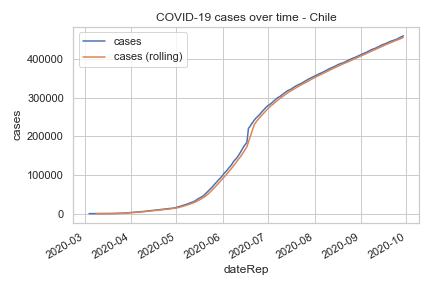 COVID-19 cases over time - Chile
cases
cases (rolling)
400000
300000
200000
100000
0
cases
2020-03
2020-04
2020-05
2020-06
2020-07
2020-08
2020-09
2020-10
dateRep